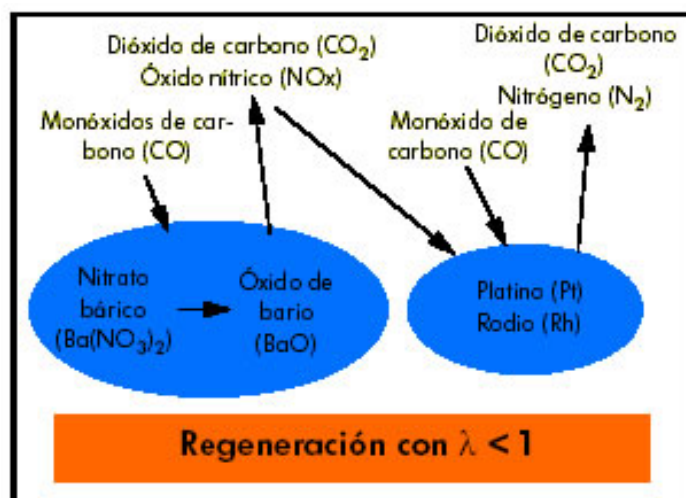 Dióxido de carbono (CO₂)
Óxido nítrico (NOx)
Dióxido de carbono
(CO₂)
Nitrógeno (N₂)
Monóxidos de car-
bono (CO)
Monóxido de
carbono (CO)
Nitrato
bárico
(Ba(NO₃)₂)
Óxido de
bario
(BaO)
Platino (Pt)
Rodio (Rh)
Regeneración con λ < 1